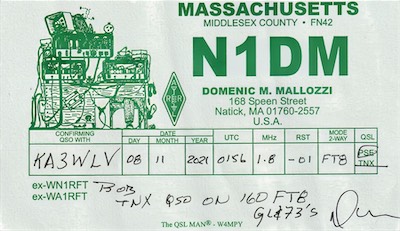 MASSACHUSETTS
MIDDLESEX COUNTY • FN42
N1DM
DOMENIC M. MALLOZZI
168 Speen Street
Natick, MA 01760-2557
U.S.A.
CONFIRMING QSO WITH DAY DATE MONTH YEAR UTC MHz RST MODE 2-WAY QSL
KA3WLV 08 11 2021 0156 1.8 -01 FT8 PSE TNX
ex-WN1RFT BOB
ex-WA1RFT TNX QSO ON 160 FT8
GL & 73's
The QSL MAN® - W4MPY